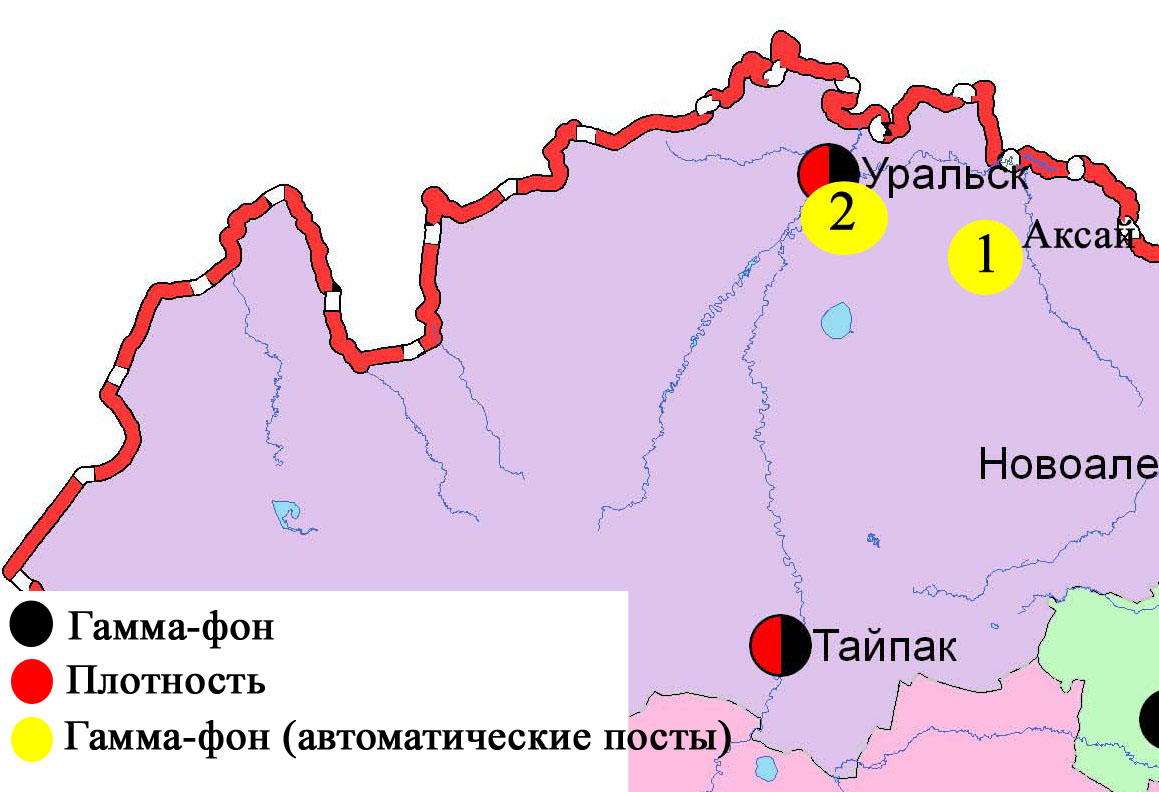 Уральск
2
Аксай
1
Новоале
Тайпак
Гамма-фон
Плотность
Гамма-фон (автоматические посты)